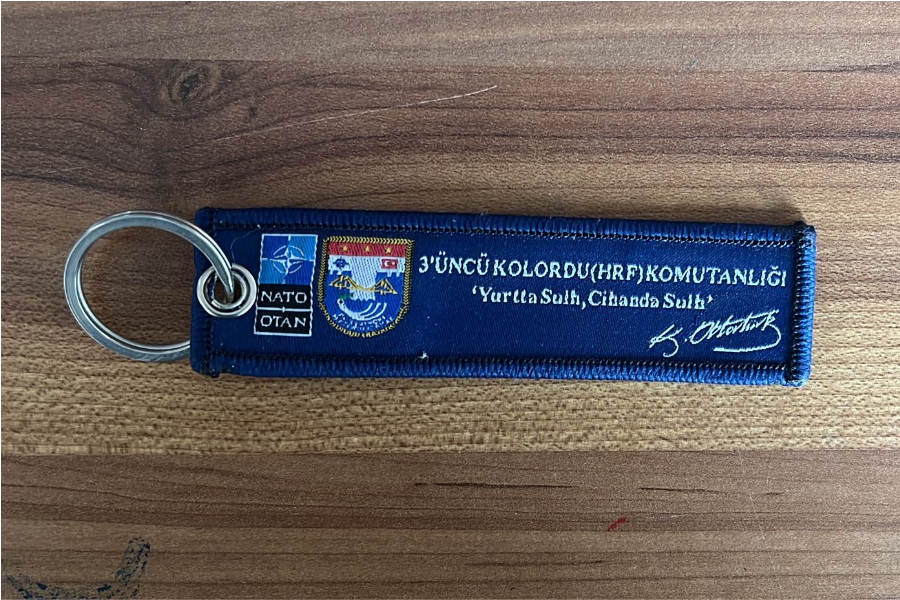 NATO
OTAN
3'ÜNCÜ KOLORDU(HRF)KOMUTANLIĞI
'Yurtta Sulh, Cihanda Sulh'
K. Atatürk